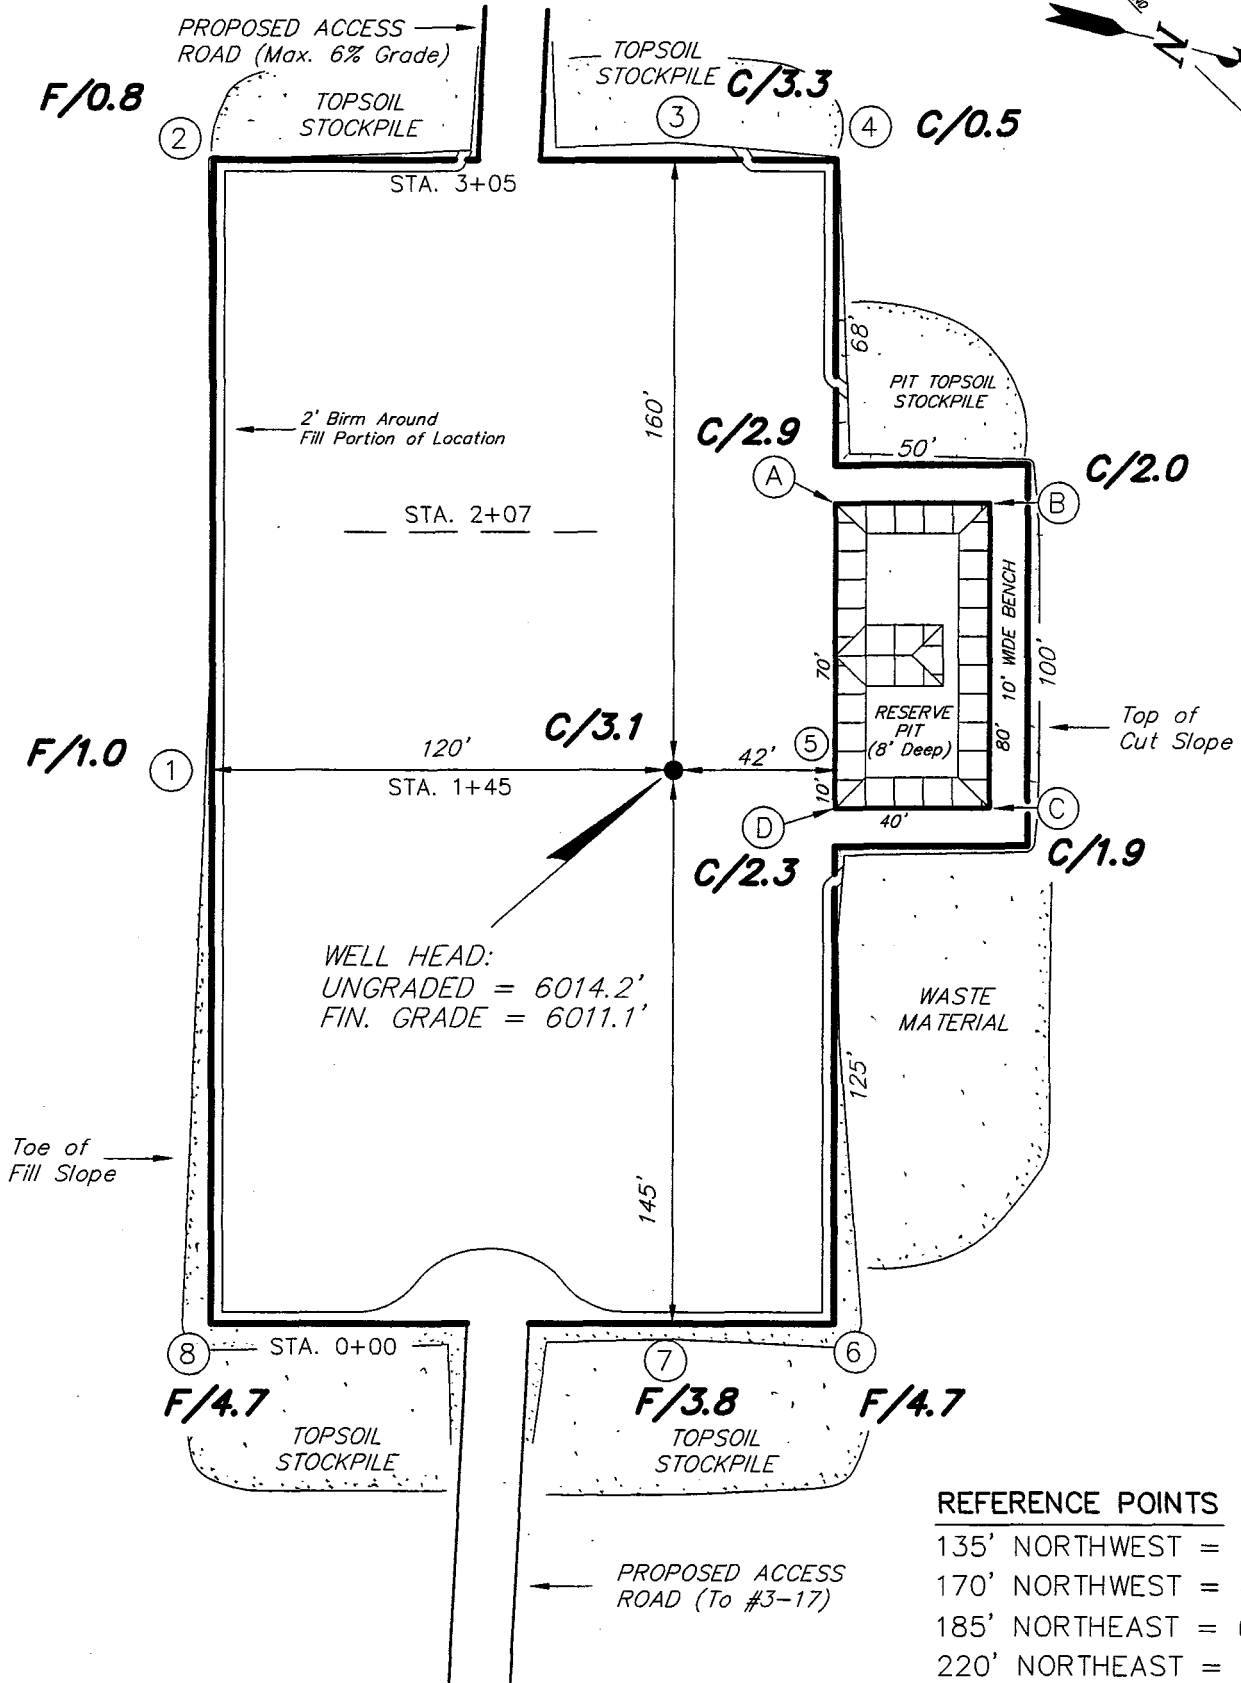 PROPOSED ACCESS
ROAD (Max. 6% Grade)
TOPSOIL
STOCKPILE
C/3.3
N
F/0.8
TOPSOIL
STOCKPILE
2
3
4
C/0.5
STA. 3+05
68'
PIT TOPSOIL
STOCKPILE
2' Birm Around
Fill Portion of Location
160'
C/2.9
50'
C/2.0
A
B
STA. 2+07
10' WIDE BENCH
100'
70'
RESERVE
PIT
(8' Deep)
80'
Top of
Cut Slope
F/1.0
1
120'
C/3.1
5
42'
STA. 1+45
10'
40'
D
C
C/2.3
C/1.9
WELL HEAD:
UNGRADED = 6014.2'
FIN. GRADE = 6011.1'
WASTE
MATERIAL
125'
Toe of
Fill Slope
145'
8
STA. 0+00
7
6
F/4.7
F/3.8
F/4.7
TOPSOIL
STOCKPILE
TOPSOIL
STOCKPILE
REFERENCE POINTS
135' NORTHWEST =
170' NORTHWEST =
185' NORTHEAST =
220' NORTHEAST =
PROPOSED ACCESS
ROAD (To #3-17)